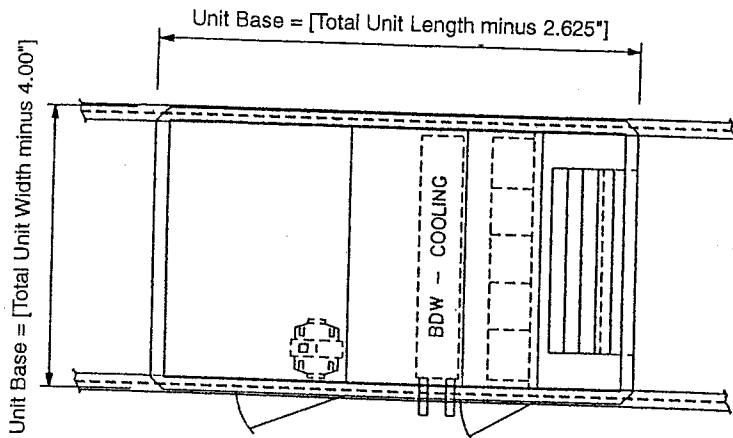 Unit Base = [Total Unit Length minus 2.625"]
Unit Base = [Total Unit Width minus 4.00"]
BDW - COOLING